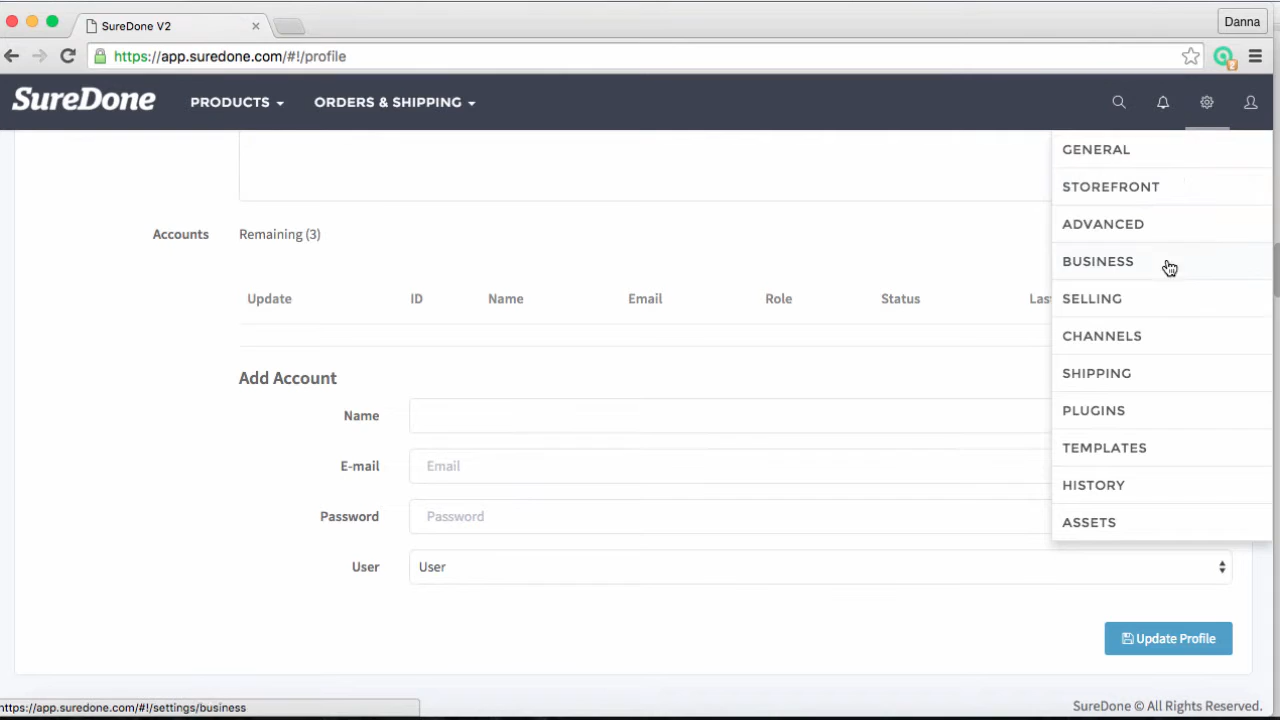 SureDone V2
Danna
https://app.suredone.com/#!/profile
SureDone
PRODUCTS
ORDERS & SHIPPING
GENERAL
STOREFRONT
ADVANCED
BUSINESS
SELLING
CHANNELS
SHIPPING
PLUGINS
TEMPLATES
HISTORY
ASSETS
Accounts Remaining (3)
Update ID Name Email Role Status
Add Account
Name
E-mail Email
Password Password
User User
Update Profile
https://app.suredone.com/#!/settings/business
SureDone © All Rights Reserved.